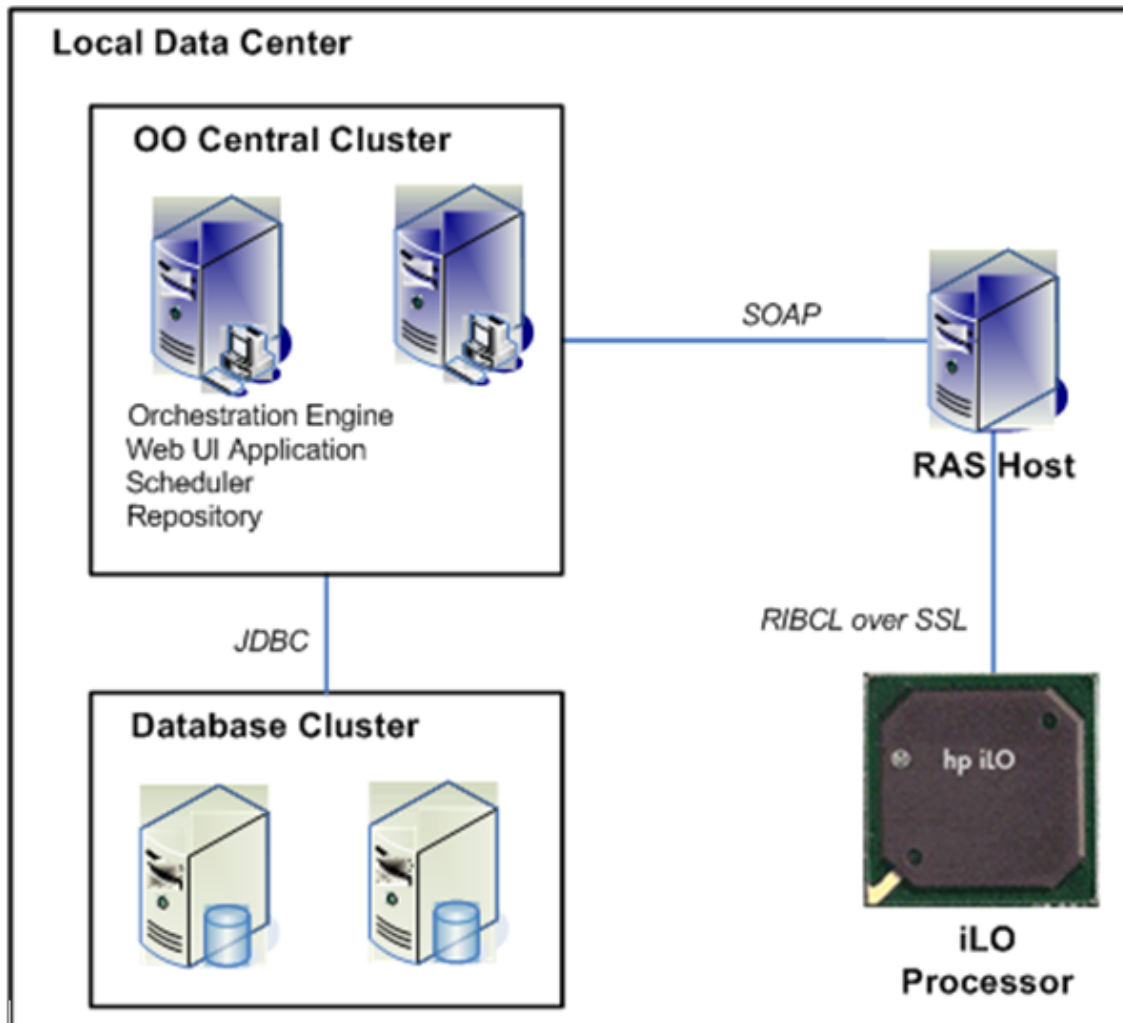 Local Data Center
OO Central Cluster
Orchestration Engine
Web UI Application
Scheduler
Repository
SOAP
RAS Host
JDBC
RIBCL over SSL
Database Cluster
hp iLO
iLO
Processor